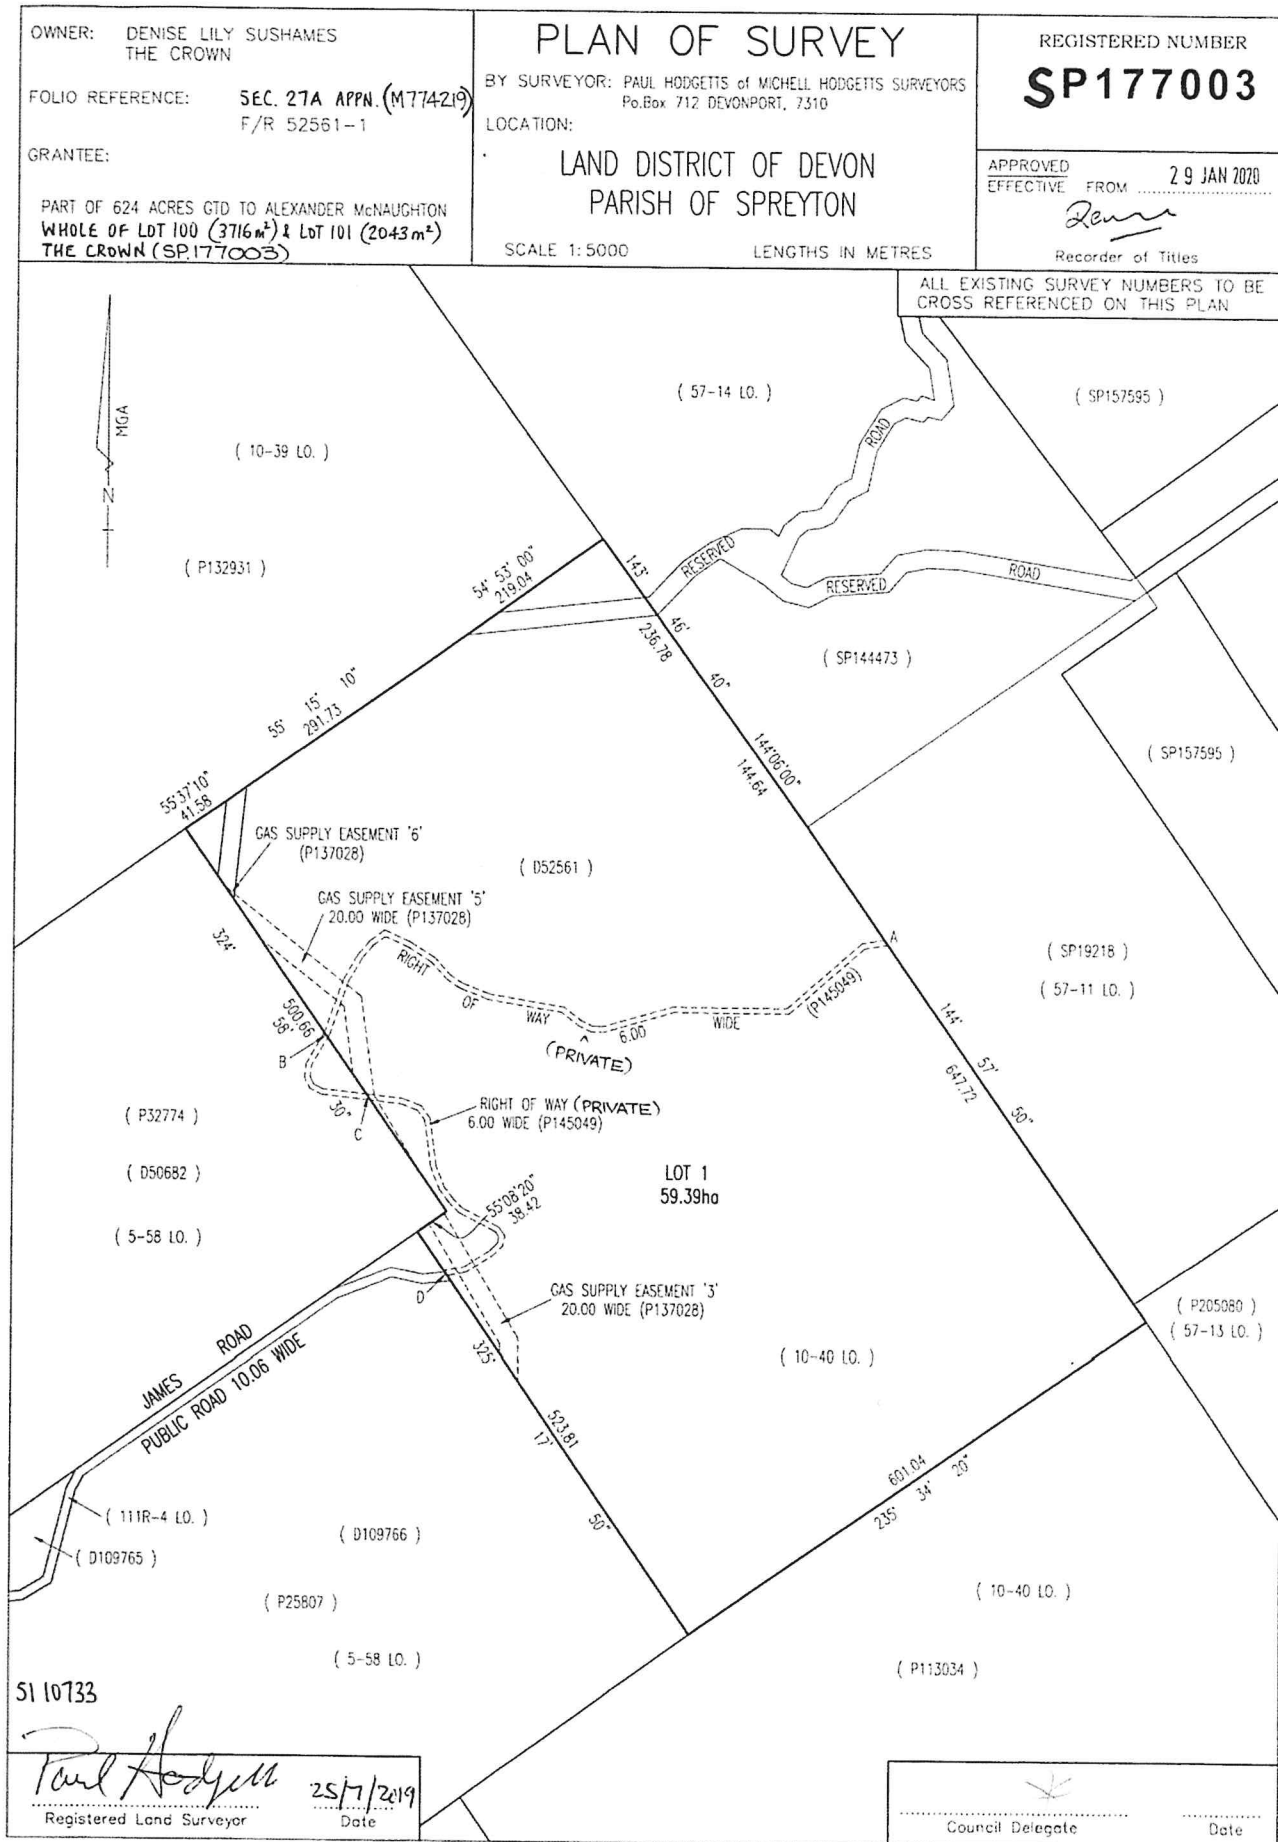 OWNER: DENISE LILY SUSHAMES
THE CROWN
FOLIO REFERENCE: SEC. 27A APPN. (M774219)
F/R 52561-1
GRANTEE:
PART OF 624 ACRES GTD TO ALEXANDER McNAUGHTON
WHOLE OF LOT 100 (3716m²) & LOT 101 (2043m²)
THE CROWN (SP.177003)
PLAN OF SURVEY
BY SURVEYOR: PAUL HODGETTS of MICHELL HODGETTS SURVEYORS
Po.Box 712 DEVONPORT, 7310
LOCATION:
LAND DISTRICT OF DEVON
PARISH OF SPREYTON
SCALE 1:5000 LENGTHS IN METRES
REGISTERED NUMBER
SP177003
APPROVED
EFFECTIVE FROM 29 JAN 2020
Recorder of Titles
ALL EXISTING SURVEY NUMBERS TO BE
CROSS REFERENCED ON THIS PLAN
MGA
N
( 57-14 LO. )
( SP157595 )
( 10-39 LO. )
ROAD
( P132931 )
54° 53' 00"
219.04
143°
RESERVED
RESERVED
ROAD
46'
236.78
40"
( SP144473 )
55° 15' 10"
291.73
144°06'00"
144.64
( SP157595 )
55°37'10"
41.58
GAS SUPPLY EASEMENT '6'
(P137028)
( D52561 )
GAS SUPPLY EASEMENT '5'
20.00 WIDE (P137028)
324°
RIGHT OF WAY 6.00 WIDE (P145049)
(PRIVATE)
A
( SP19218 )
( 57-11 LO. )
500.66
58'
B
144° 57' 50"
647.72
30"
C
RIGHT OF WAY (PRIVATE)
6.00 WIDE (P145049)
( P32774 )
( D50682 )
( 5-58 LO. )
LOT 1
59.39ha
55°08'20"
38.42
D
GAS SUPPLY EASEMENT '3'
20.00 WIDE (P137028)
( P205080 )
( 57-13 LO. )
JAMES ROAD
PUBLIC ROAD 10.06 WIDE
325°
( 10-40 LO. )
523.81
17'
50"
601.04
235° 34' 20"
( 111R-4 LO. )
( D109765 )
( D109766 )
( P25807 )
( 5-58 LO. )
( 10-40 LO. )
( P113034 )
SI 10733
Paul Hodgett 25/7/2019
Registered Land Surveyor Date
Council Delegate Date